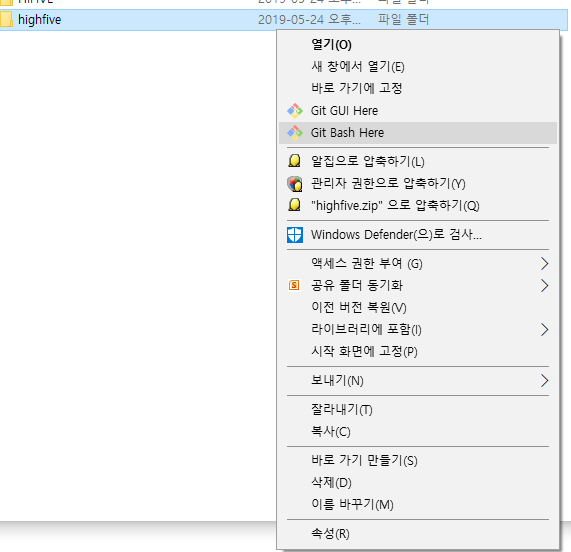 highfive 2019-05-24 오후... 파일 폴더
열기(O)
새 창에서 열기(E)
바로 가기에 고정
Git GUI Here
Git Bash Here
알집으로 압축하기(L)
관리자 권한으로 압축하기(Y)
"highfive.zip" 으로 압축하기(Q)
Windows Defender(으)로 검사...
액세스 권한 부여 (G)
공유 폴더 동기화
이전 버전 복원(V)
라이브러리에 포함(I)
시작 화면에 고정(P)
보내기(N)
잘라내기(T)
복사(C)
바로 가기 만들기(S)
삭제(D)
이름 바꾸기(M)
속성(R)